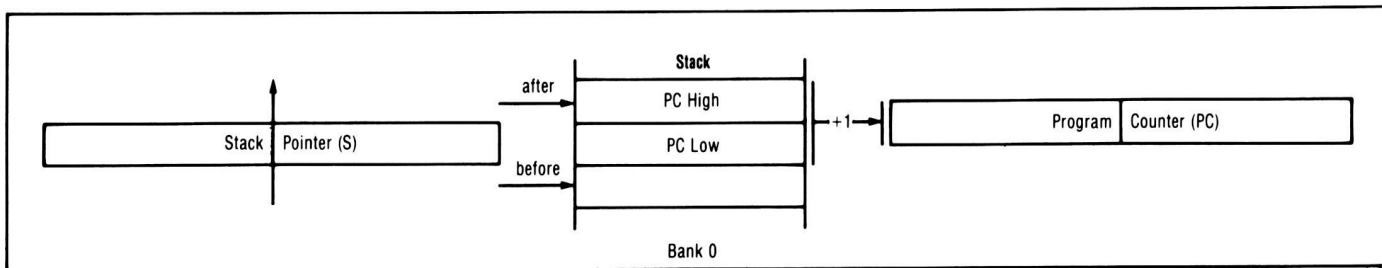 Stack
after
PC High
+1
Stack Pointer (S)
PC Low
Program Counter (PC)
before
Bank 0